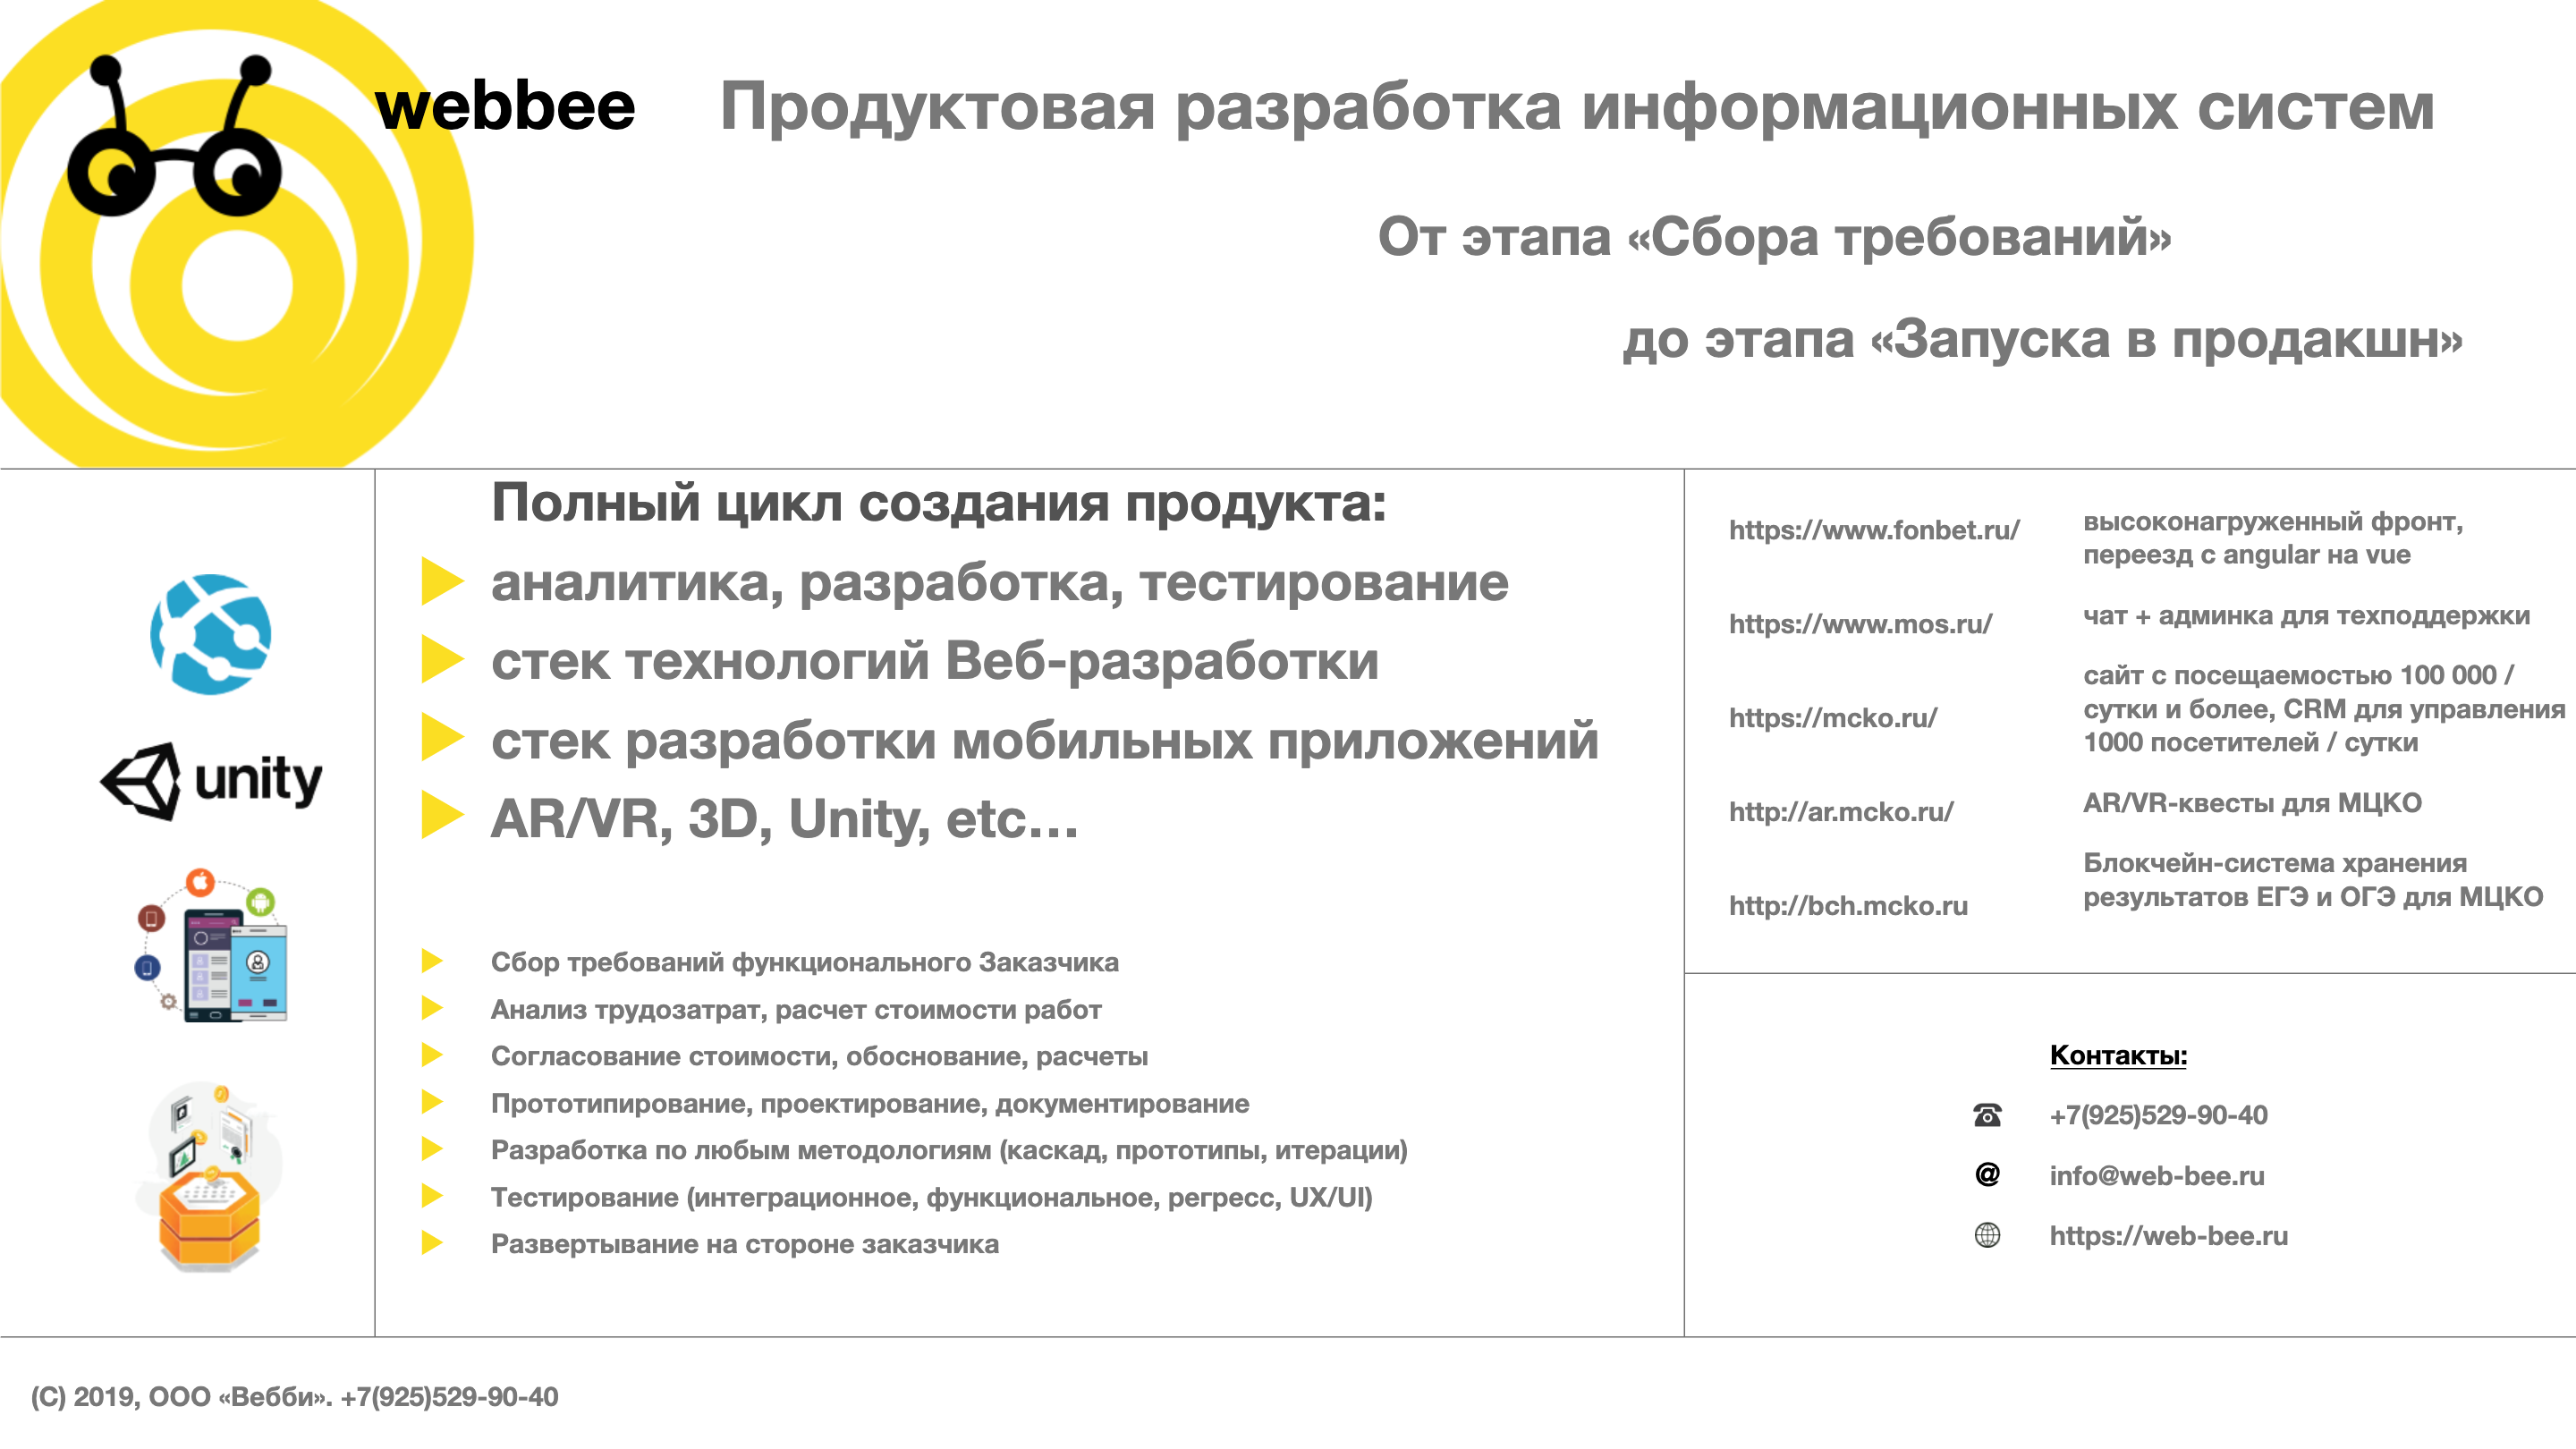 webbee
Продуктовая разработка информационных систем
От этапа «Сбора требований»
до этапа «Запуска в продакшн»
unity
Полный цикл создания продукта:
аналитика, разработка, тестирование
стек технологий Веб-разработки
стек разработки мобильных приложений
AR/VR, 3D, Unity, etc...
Сбор требований функционального Заказчика
Анализ трудозатрат, расчет стоимости работ
Согласование стоимости, обоснование, расчеты
Прототипирование, проектирование, документирование
Разработка по любым методологиям (каскад, прототипы, итерации)
Тестирование (интеграционное, функциональное, регресс, UX/UI)
Развертывание на стороне заказчика
https://www.fonbet.ru/
высоконагруженный фронт,
переезд с angular на vue
https://www.mos.ru/
чат + админка для техподдержки
https://mcko.ru/
сайт с посещаемостью 100 000 /
сутки и более, CRM для управления
1000 посетителей / сутки
http://ar.mcko.ru/
AR/VR-квесты для МЦКО
http://bch.mcko.ru
Блокчейн-система хранения
результатов ЕГЭ и ОГЭ для МЦКО
Контакты:
+7(925)529-90-40
@ info@web-bee.ru
https://web-bee.ru
(C) 2019, ООО «Вебби». +7(925)529-90-40